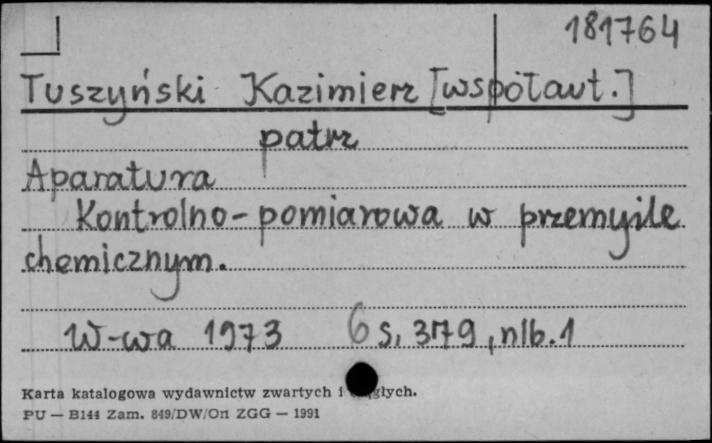 181764
Tuszyński Kazimierz [współaut.]
patrz
Aparatura
Kontrolno-pomiarowa w przemyśle
chemicznym.
W-wa 1973 6 s, 379, nlb. 1
Karta katalogowa wydawnictw zwartych i
PU — B144 Zam. 849/DW/On ZGG — 1991